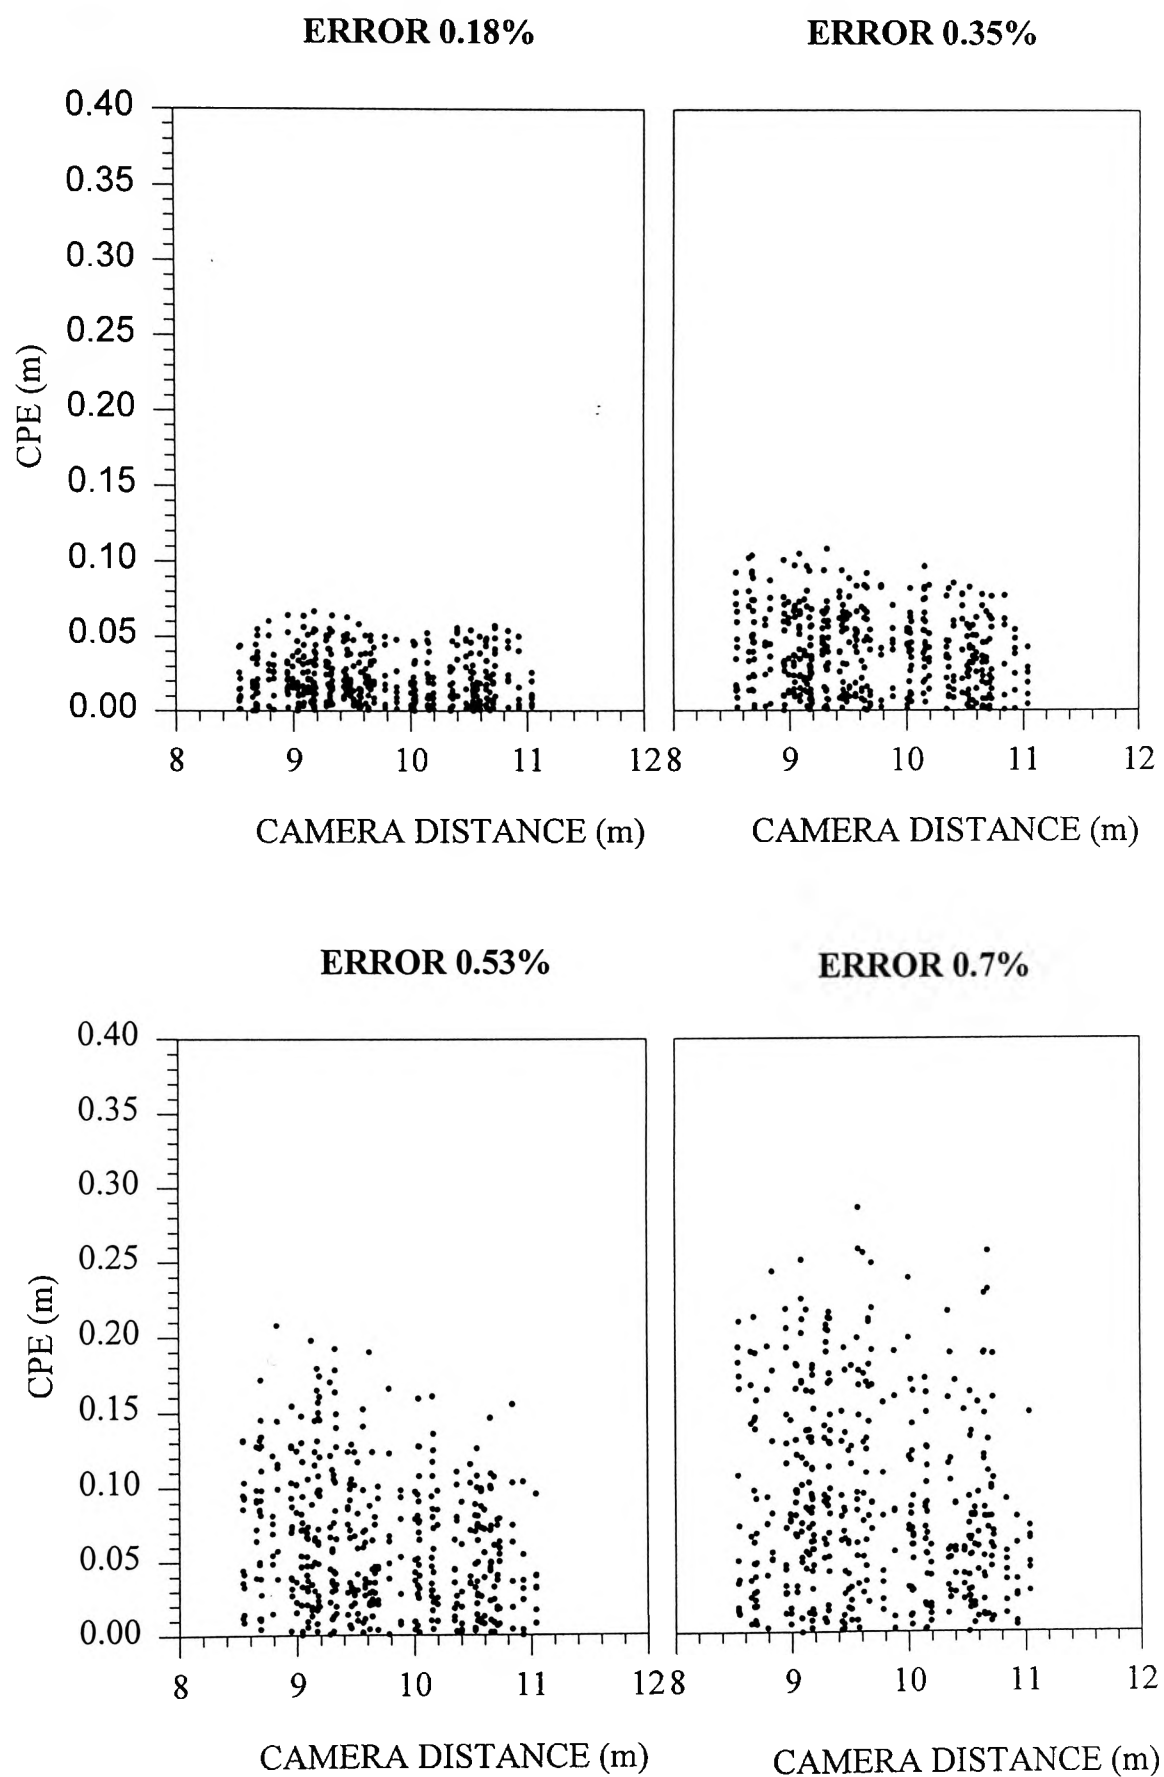 ERROR 0.18%
ERROR 0.35%
0.40
0.35
0.30
0.25
0.20
0.15
0.10
0.05
0.00
CPE (m)
8 9 10 11 12
8 9 10 11 12
CAMERA DISTANCE (m)
CAMERA DISTANCE (m)
ERROR 0.53%
ERROR 0.7%
0.40
0.35
0.30
0.25
0.20
0.15
0.10
0.05
0.00
CPE (m)
8 9 10 11 12
8 9 10 11 12
CAMERA DISTANCE (m)
CAMERA DISTANCE (m)